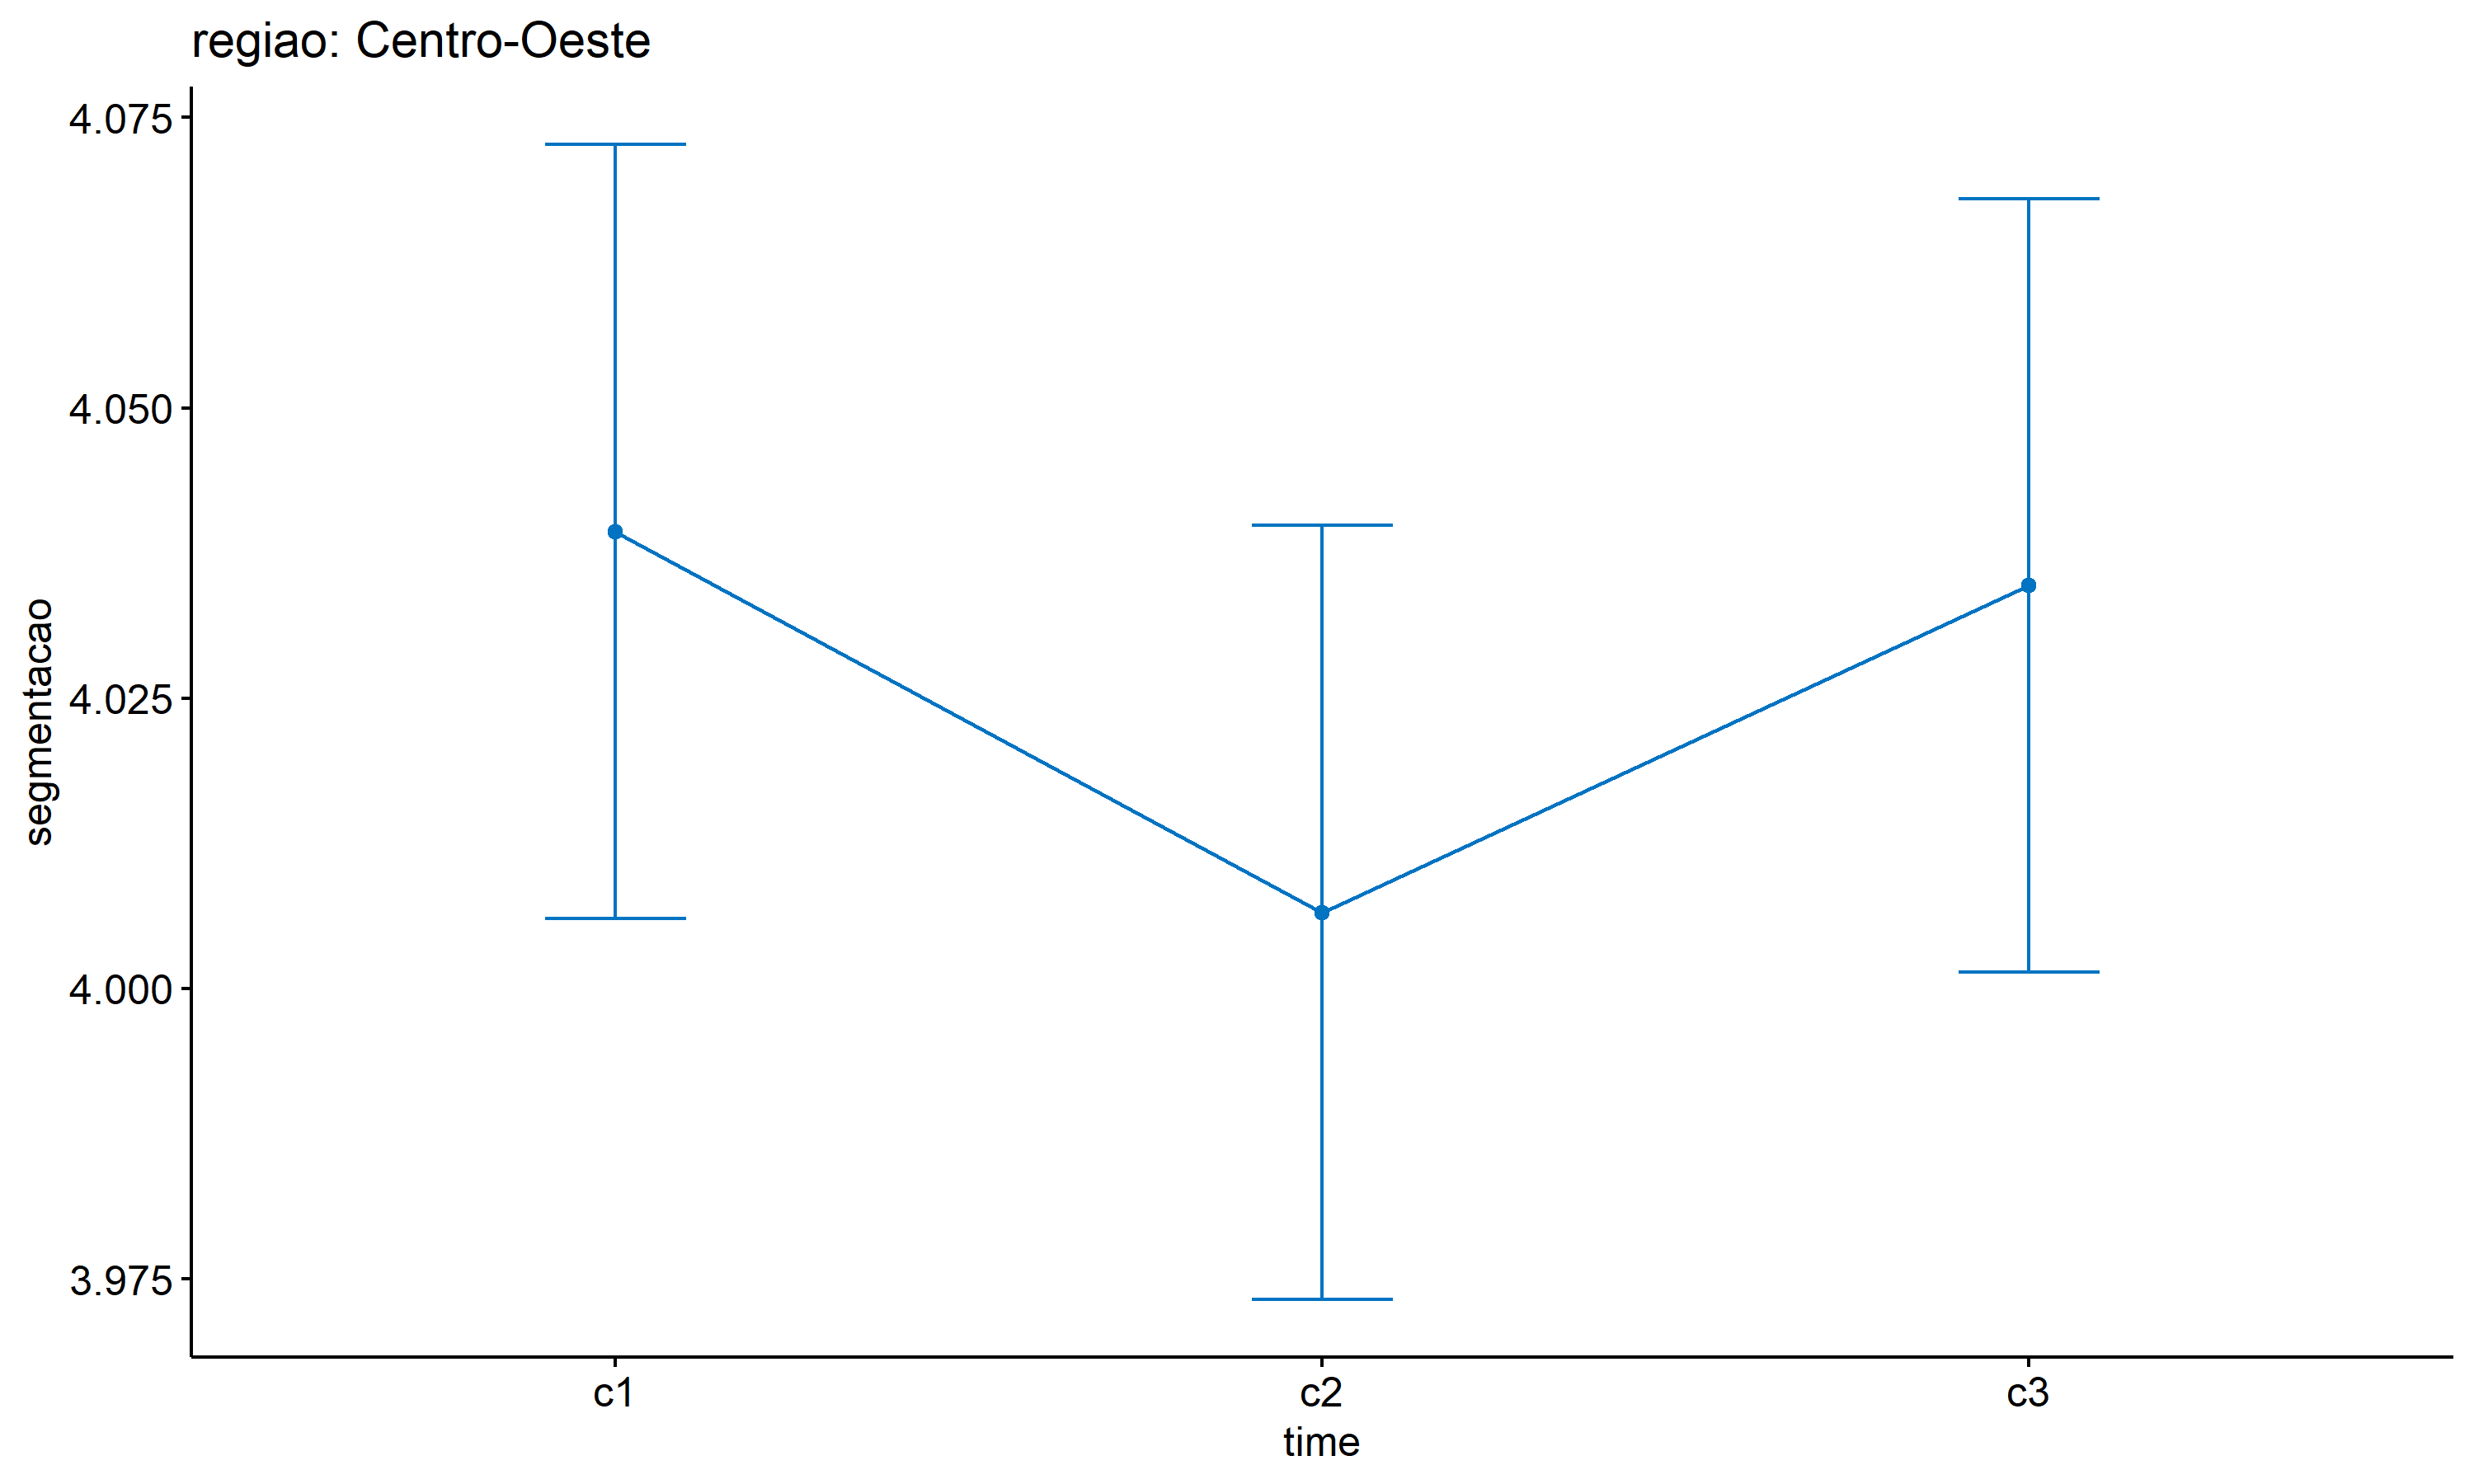 regiao: Centro-Oeste
4.075
4.050
4.025
4.000
3.975
segmentacao
c1
c2
c3
time